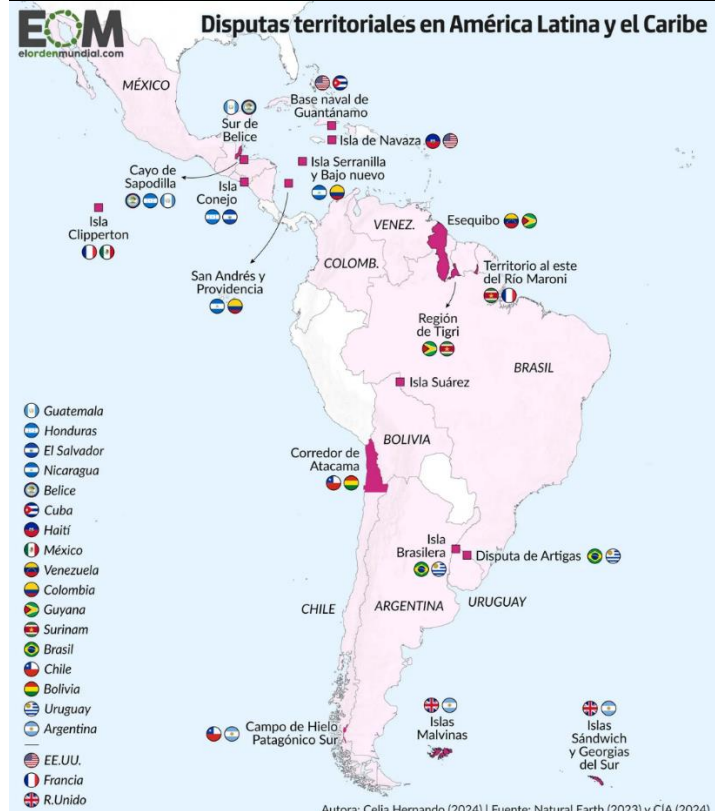 EOM
elordenmundial.com
Disputas territoriales en América Latina y el Caribe
MÉXICO
Base naval de
Guantánamo
Sur de
Belice
Isla de Navaza
Cayo de
Sapodilla
Isla Serranilla
y Bajo nuevo
Isla
Conejo
Isla
Clipperton
VENEZ.
Esequibo
COLOMB.
San Andrés y
Providencia
Territorio al este
del Río Maroni
Región
de Tigri
BRASIL
Isla Suárez
BOLIVIA
Corredor de
Atacama
Isla
Brasilera
Disputa de Artigas
CHILE
ARGENTINA
URUGUAY
Campo de Hielo
Patagónico Sur
Islas
Malvinas
Islas
Sándwich
y Georgias
del Sur
Guatemala
Honduras
El Salvador
Nicaragua
Belice
Cuba
Haití
México
Venezuela
Colombia
Guyana
Surinam
Brasil
Chile
Bolivia
Uruguay
Argentina
EE.UU.
Francia
R.Unido
Autora: Celia Hernando (2024) | Fuente: Natural Earth (2023) y CIA (2024)